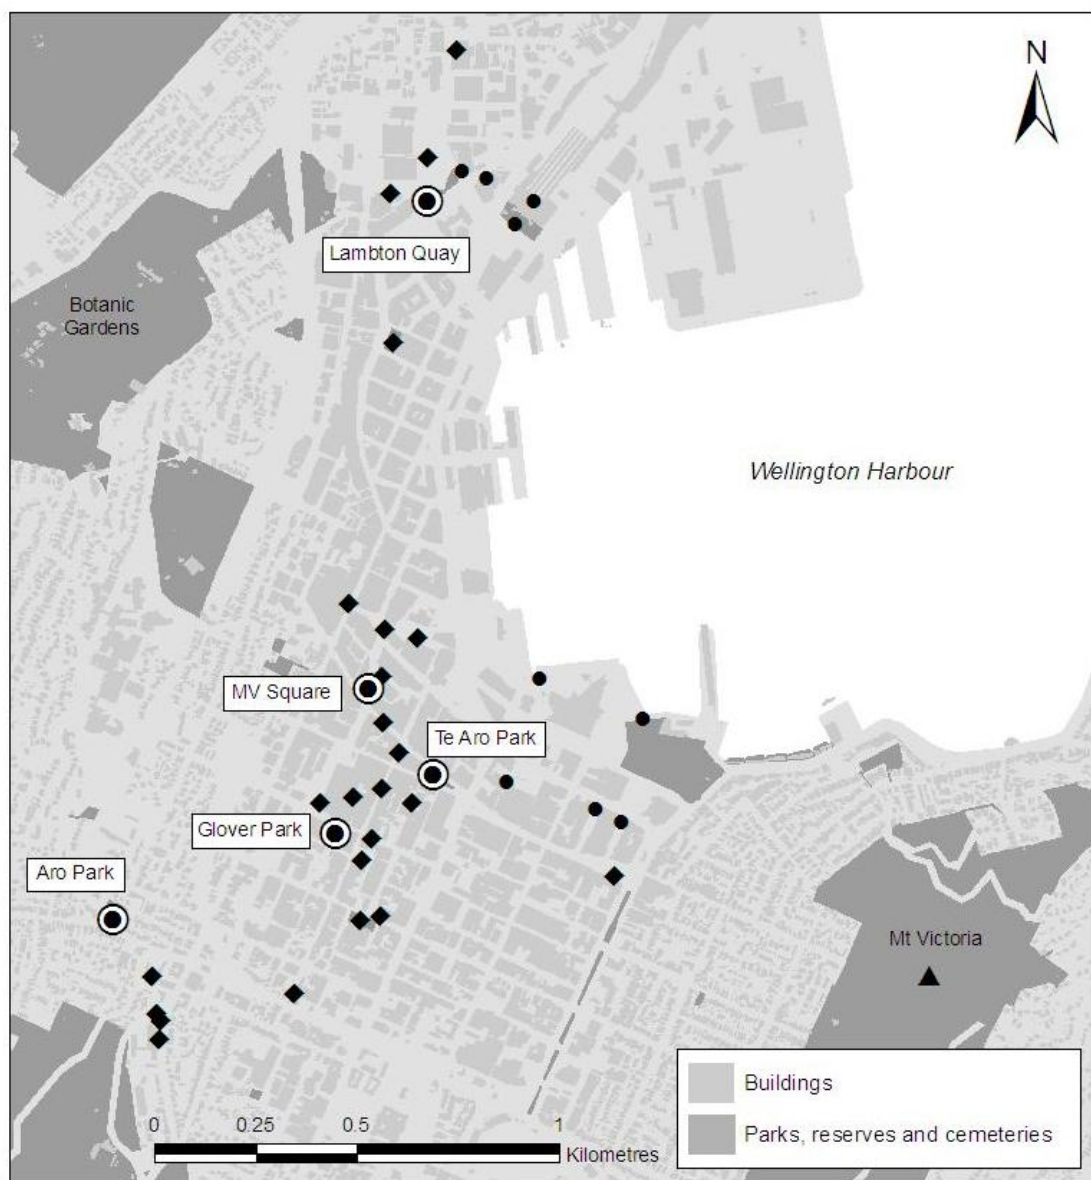 N
Lambton Quay
Botanic
Gardens
Wellington Harbour
MV Square
Te Aro Park
Glover Park
Aro Park
Mt Victoria
Buildings
Parks, reserves and cemeteries
0 0.25 0.5 1
Kilometres